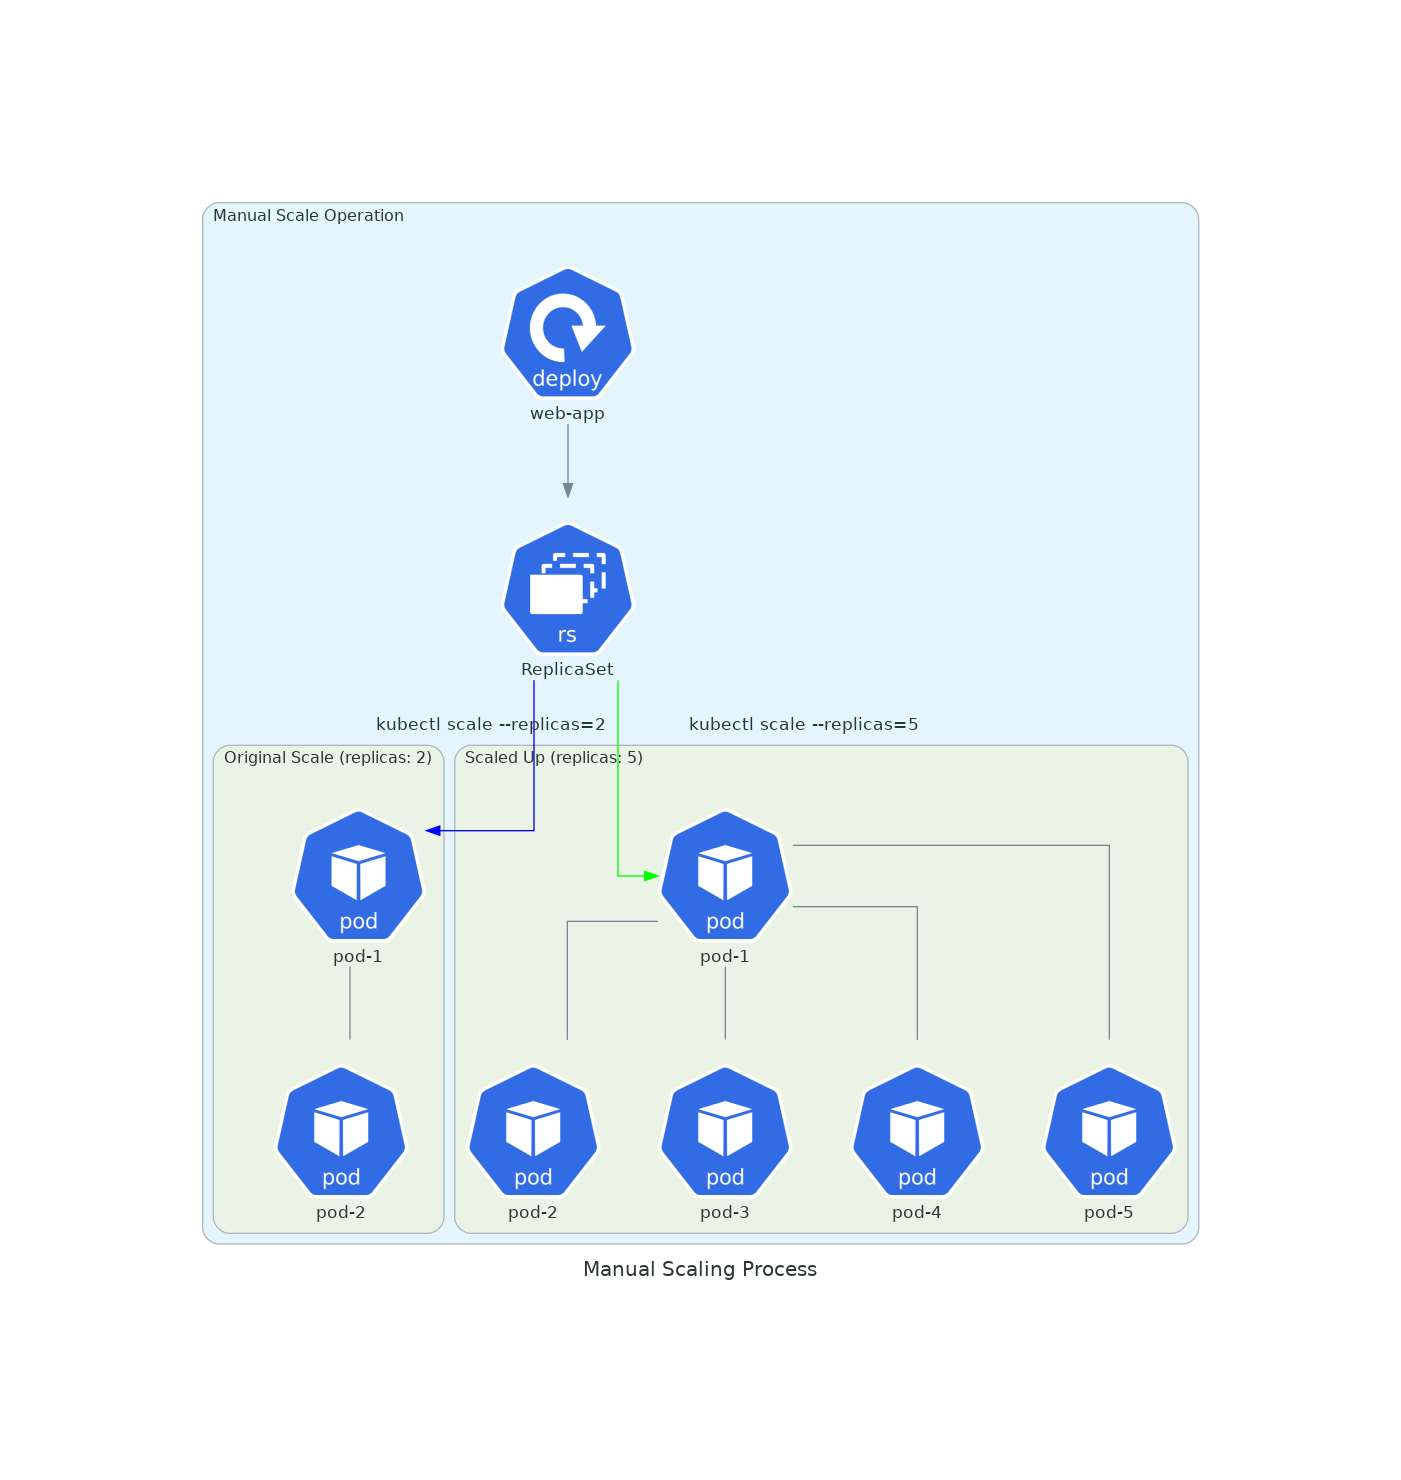 Manual Scale Operation
deploy
web-app
rs
ReplicaSet
kubectl scale --replicas=2
kubectl scale --replicas=5
Original Scale (replicas: 2)
Scaled Up (replicas: 5)
pod
pod-1
pod
pod-1
pod
pod-2
pod
pod-2
pod
pod-3
pod
pod-4
pod
pod-5
Manual Scaling Process